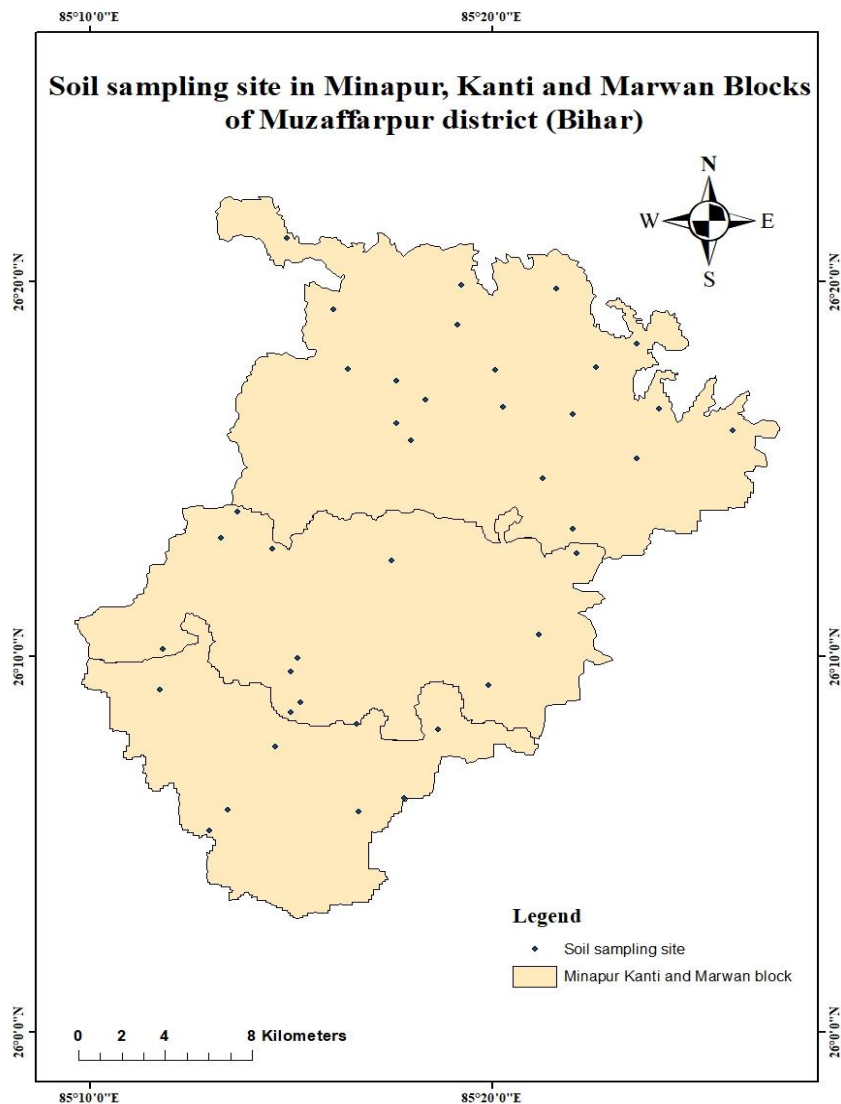 85°10'0"E 85°20'0"E
Soil sampling site in Minapur, Kanti and Marwan Blocks
of Muzaffarpur district (Bihar)
N
W E
S
26°20'0"N 26°20'0"N
26°10'0"N 26°10'0"N
Legend
Soil sampling site
Minapur Kanti and Marwan block
26°0'0"N 26°0'0"N
0 2 4 8 Kilometers
85°10'0"E 85°20'0"E